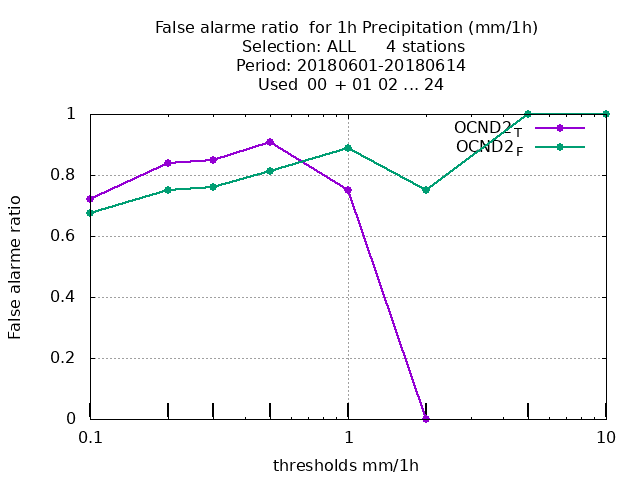 False alarme ratio  for 1h Precipitation (mm/1h)
Selection: ALL      4 stations
Period: 20180601-20180614
Used  00  + 01 02 ... 24
OCND2_T
OCND2_F
1
0.8
0.6
0.4
0.2
0
False alarme ratio
0.1 1 10
thresholds mm/1h